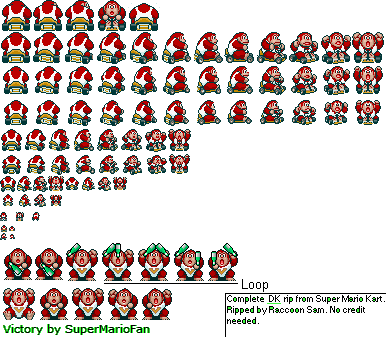 Loop
Complete DK rip from Super Mario Kart.
Ripped by Raccoon Sam. No credit
needed.
Victory by SuperMarioFan